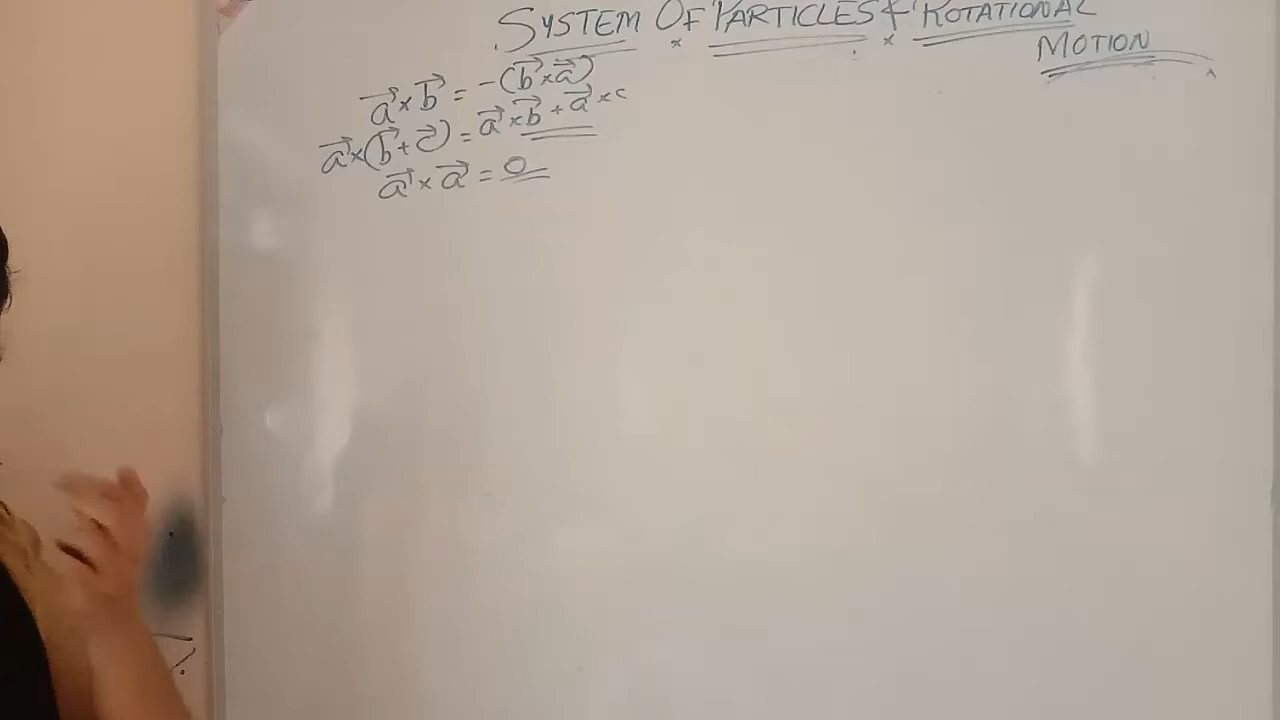 SYSTEM OF PARTICLES & ROTATIONAL
MOTION
a⃗ × b⃗ = -(b⃗ × a⃗)
a⃗ × (b⃗ + c⃗) = a⃗ × b⃗ + a⃗ × c
a⃗ × a⃗ = 0